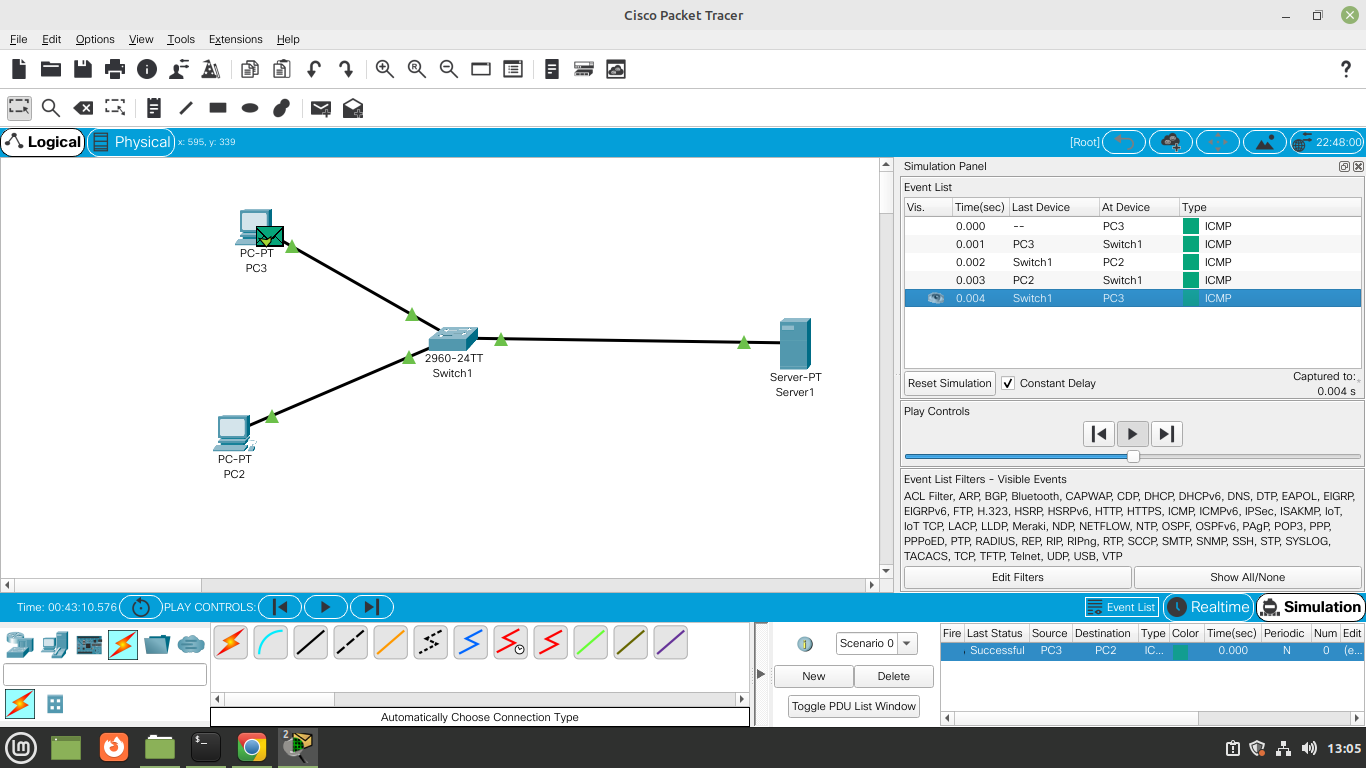 Cisco Packet Tracer
File Edit Options View Tools Extensions Help
Logical Physical x: 595, y: 339 [Root] 22:48:00
Simulation Panel
Event List
Vis. Time(sec) Last Device At Device Type
0.000 -- PC3 ICMP
0.001 PC3 Switch1 ICMP
0.002 Switch1 PC2 ICMP
0.003 PC2 Switch1 ICMP
0.004 Switch1 PC3 ICMP
Reset Simulation Constant Delay Captured to:
0.004 s
Play Controls
Event List Filters - Visible Events
ACL Filter, ARP, BGP, Bluetooth, CAPWAP, CDP, DHCP, DHCPv6, DNS, DTP, EAPOL, EIGRP,
EIGRPv6, FTP, H.323, HSRP, HSRPv6, HTTP, HTTPS, ICMP, ICMPv6, IPSec, ISAKMP, IoT,
IoT TCP, LACP, LLDP, Meraki, NDP, NETFLOW, NTP, OSPF, OSPFv6, PAgP, POP3, PPP,
PPPoED, PTP, RADIUS, REP, RIP, RIPng, RTP, SCCP, SMTP, SNMP, SSH, STP, SYSLOG,
TACACS, TCP, TFTP, Telnet, UDP, USB, VTP
Edit Filters Show All/None
PC-PT
PC3
2960-24TT
Switch1
Server-PT
Server1
PC-PT
PC2
Time: 00:43:10.576 PLAY CONTROLS: Event List Realtime Simulation
Automatically Choose Connection Type
Scenario 0
New Delete
Toggle PDU List Window
Fire Last Status Source Destination Type Color Time(sec) Periodic Num Edit
Successful PC3 PC2 IC... 0.000 N 0 (e...
2
13:05